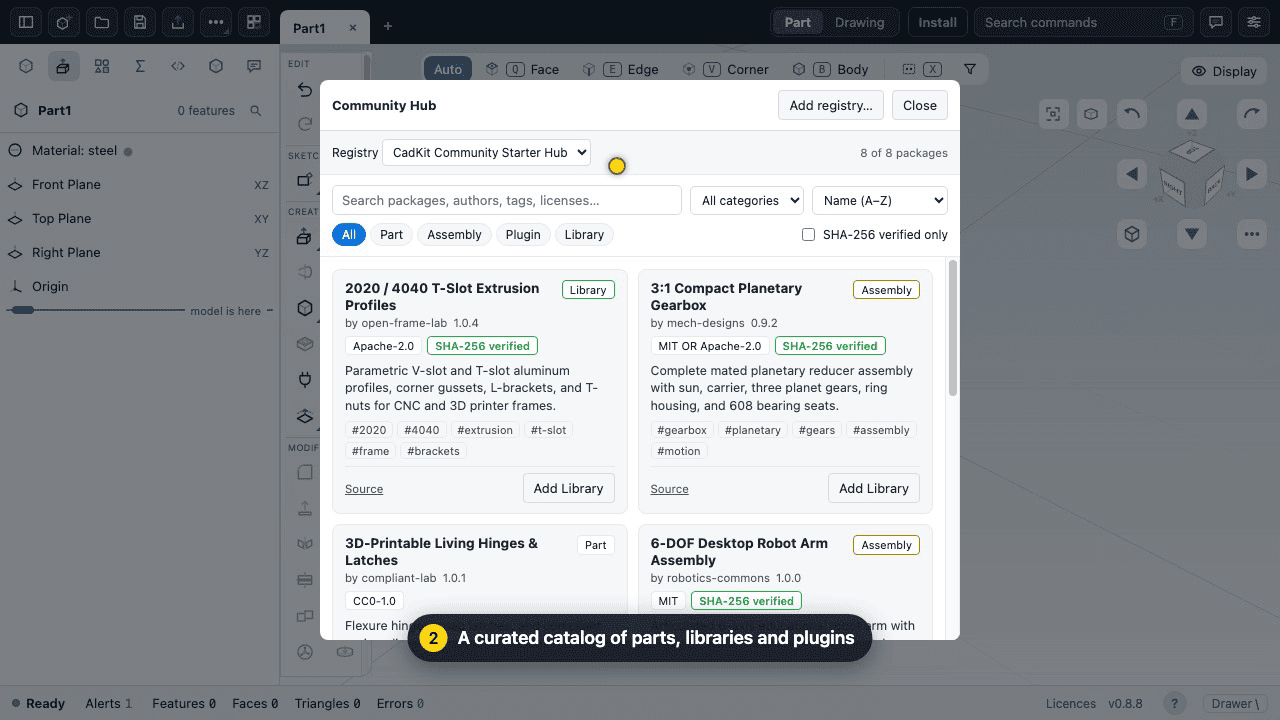 Part1
Part
Drawing
Install
Search commands
F
EDIT
Auto
Q Face
E Edge
V Corner
B Body
X
Display
Part1
0 features
Material: steel
Front Plane XZ
Top Plane XY
Right Plane YZ
Origin
model is here
SKETC
CREAT
MODIF
Community Hub
Add registry...
Close
Registry
CadKit Community Starter Hub
8 of 8 packages
Search packages, authors, tags, licenses...
All categories
Name (A–Z)
All
Part
Assembly
Plugin
Library
SHA-256 verified only
2020 / 4040 T-Slot Extrusion
Profiles
Library
by open-frame-lab 1.0.4
Apache-2.0
SHA-256 verified
Parametric V-slot and T-slot aluminum
profiles, corner gussets, L-brackets, and T-
nuts for CNC and 3D printer frames.
#2020 #4040 #extrusion #t-slot
#frame #brackets
Source
Add Library
3:1 Compact Planetary
Gearbox
Assembly
by mech-designs 0.9.2
MIT OR Apache-2.0
SHA-256 verified
Complete mated planetary reducer assembly
with sun, carrier, three planet gears, ring
housing, and 608 bearing seats.
#gearbox #planetary #gears #assembly
#motion
Source
Add Library
3D-Printable Living Hinges &
Latches
Part
by compliant-lab 1.0.1
CC0-1.0
Flexure
6-DOF Desktop Robot Arm
Assembly
Assembly
by robotics-commons 1.0.0
MIT
SHA-256 verified
with
2 A curated catalog of parts, libraries and plugins
RIGHT
BACK
Ready
Alerts 1
Features 0
Faces 0
Triangles 0
Errors 0
Licences
v0.8.8
?
Drawer \